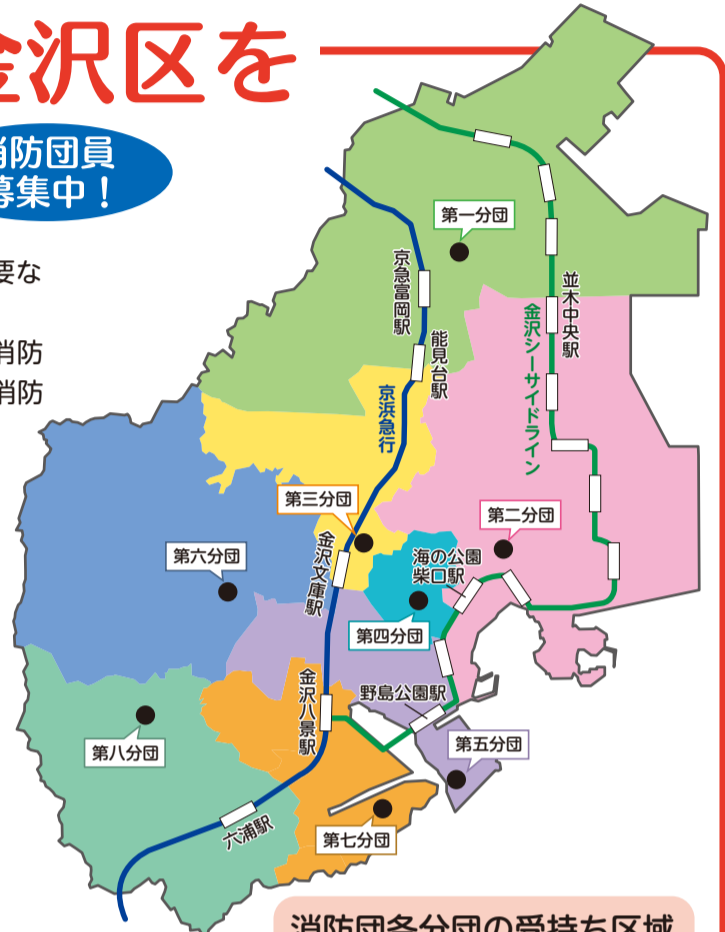 金沢区を
消防団員
募集中！
要な
消防
消防
第一分団
京急富岡駅
能見台駅
並木中央駅
金沢シーサイドライン
京浜急行
第三分団
第二分団
海の公園
柴口駅
第六分団
金沢文庫駅
第四分団
金沢八景駅
野島公園駅
第五分団
第八分団
六浦駅
第七分団
消防団各分団の受持ち区域